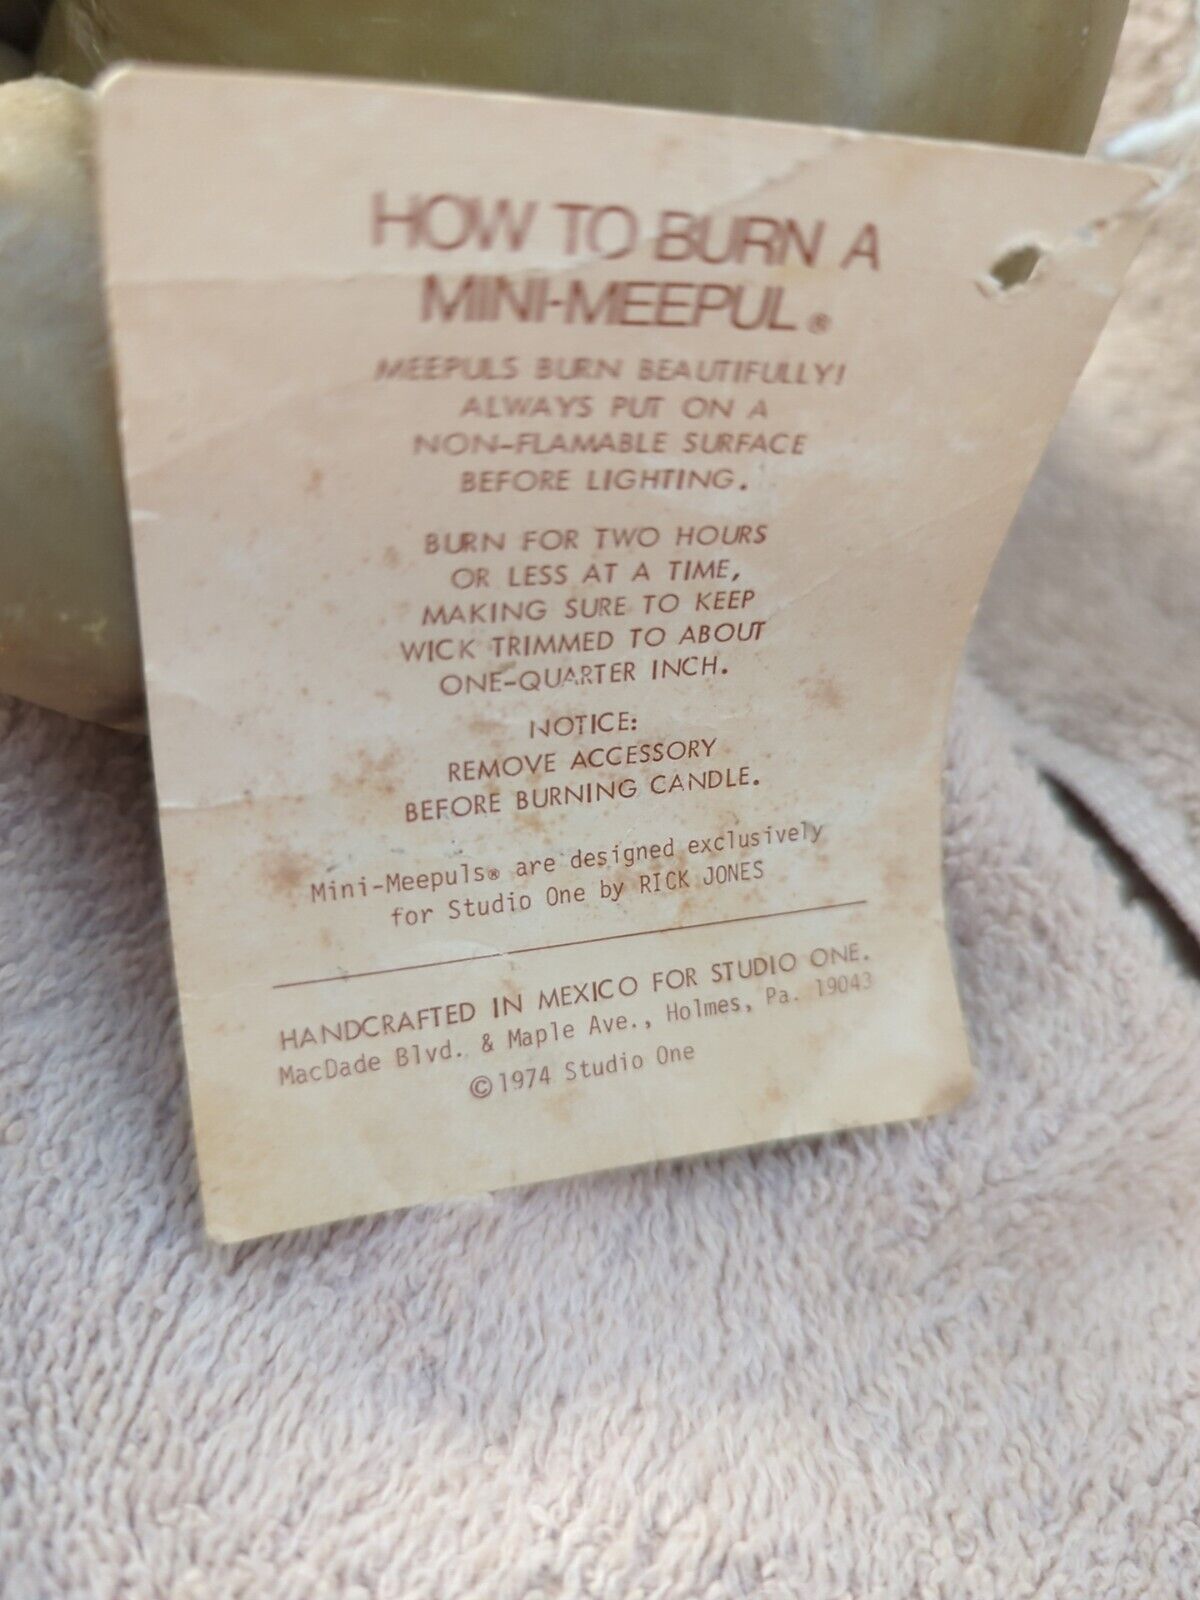 HOW TO BURN A
MINI-MEEPUL®
MEEPULS BURN BEAUTIFULLY!
ALWAYS PUT ON A
NON-FLAMABLE SURFACE
BEFORE LIGHTING.
BURN FOR TWO HOURS
OR LESS AT A TIME,
MAKING SURE TO KEEP
WICK TRIMMED TO ABOUT
ONE-QUARTER INCH.
NOTICE:
REMOVE ACCESSORY
BEFORE BURNING CANDLE.
Mini-Meepuls® are designed exclusively
for Studio One by RICK JONES
HANDCRAFTED IN MEXICO FOR STUDIO ONE.
MacDade Blvd. & Maple Ave., Holmes, Pa. 19043
©1974 Studio One